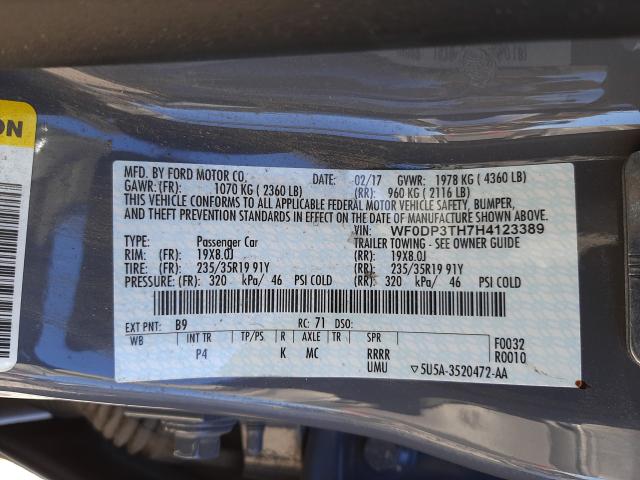 ON
MFD. BY FORD MOTOR CO. DATE: 02/17 GVWR: 1978 KG ( 4360 LB)
GAWR:(FR): 1070 KG ( 2360 LB) (RR): 960 KG ( 2116 LB)
THIS VEHICLE CONFORMS TO ALL APPLICABLE FEDERAL MOTOR VEHICLE SAFETY, BUMPER,
AND THEFT PREVENTION STANDARDS IN EFFECT ON THE DATE OF MANUFACTURE SHOWN ABOVE.
VIN: WF0DP3TH7H4123389
TYPE: Passenger Car TRAILER TOWING - SEE OWNER GUIDE
RIM: (FR): 19X8.0J (RR): 19X8.0J
TIRE: (FR): 235/35R19 91Y (RR): 235/35R19 91Y
PRESSURE: (FR): 320 kPa/ 46 PSI COLD (RR): 320 kPa/ 46 PSI COLD
EXT PNT: B9 RC: 71 DSO:
WB INT TR TP/PS R AXLE TR SPR F0032
P4 K MC RRRR R0010
UMU ▽5U5A-3520472-AA